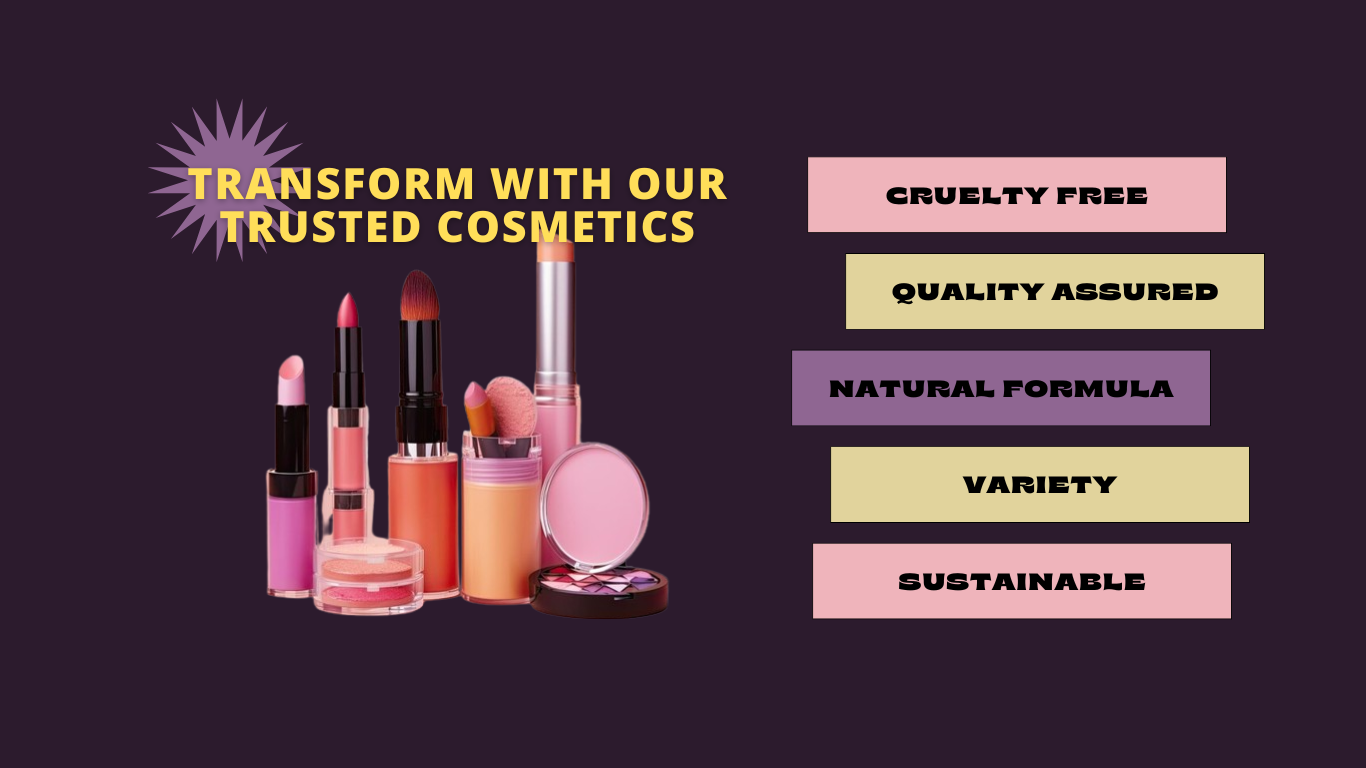 TRANSFORM WITH OUR
TRUSTED COSMETICS
CRUELTY FREE
QUALITY ASSURED
NATURAL FORMULA
VARIETY
SUSTAINABLE